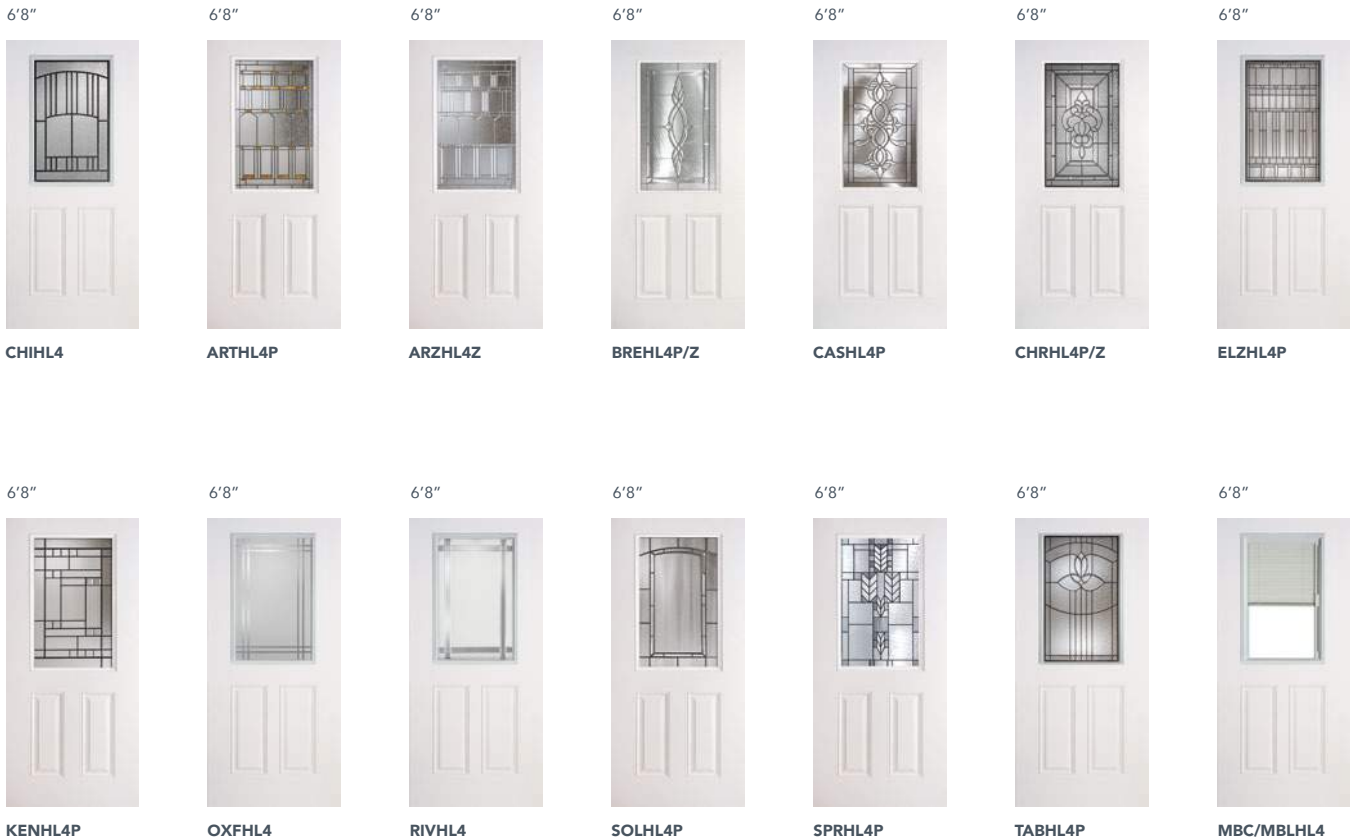 6'8" 6'8" 6'8" 6'8" 6'8" 6'8" 6'8"
CHIHL4 ARTHL4P ARZHL4Z BREHL4P/Z CASHL4P CHRHL4P/Z ELZHL4P
6'8" 6'8" 6'8" 6'8" 6'8" 6'8" 6'8"
KENHL4P OXFHL4 RIVHL4 SOLHL4P SPRHL4P TABHL4P MBC/MBLHL4